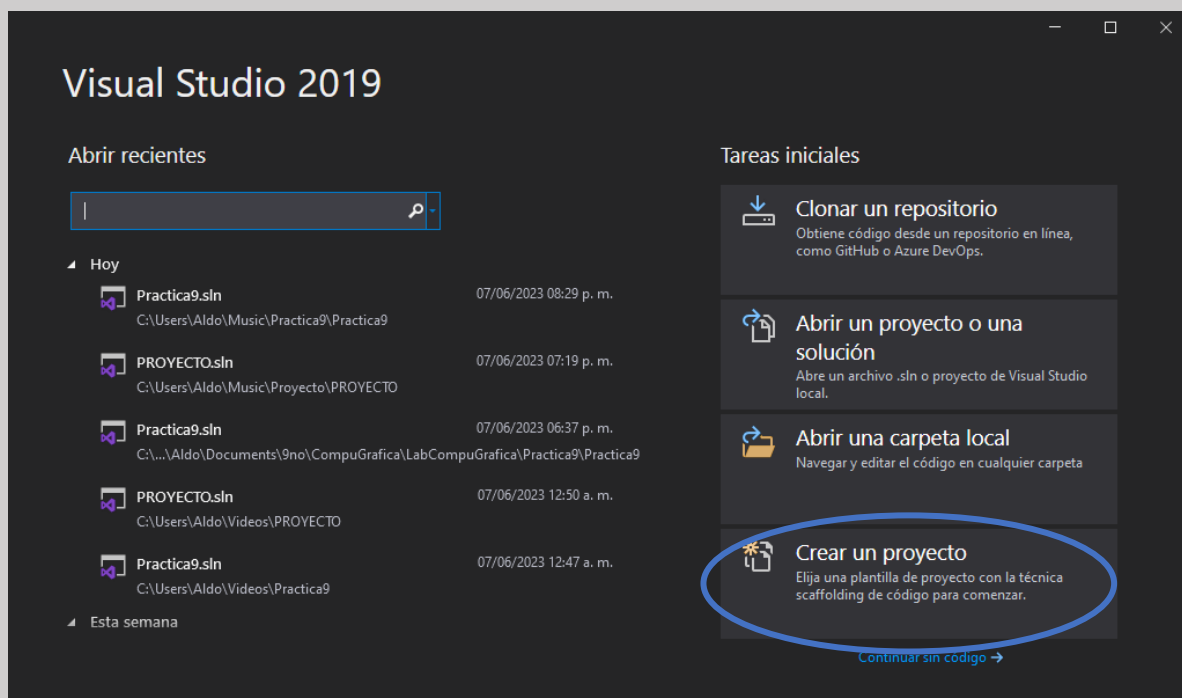 Visual Studio 2019
Abrir recientes
Hoy
Practica9.sln
07/06/2023 08:29 p. m.
C:\Users\Aldo\Music\Practica9\Practica9
PROYECTO.sln
07/06/2023 07:19 p. m.
C:\Users\Aldo\Music\Proyecto\PROYECTO
Practica9.sln
07/06/2023 06:37 p. m.
C:\...\Aldo\Documents\9no\CompuGrafica\LabCompuGrafica\Practica9\Practica9
PROYECTO.sln
07/06/2023 12:50 a. m.
C:\Users\Aldo\Videos\PROYECTO
Practica9.sln
07/06/2023 12:47 a. m.
C:\Users\Aldo\Videos\Practica9
Esta semana
Tareas iniciales
Clonar un repositorio
Obtiene código desde un repositorio en línea,
como GitHub o Azure DevOps.
Abrir un proyecto o una
solución
Abre un archivo .sln o proyecto de Visual Studio
local.
Abrir una carpeta local
Navegar y editar el código en cualquier carpeta
Crear un proyecto
Elija una plantilla de proyecto con la técnica
scaffolding de código para comenzar.
Continuar sin código →